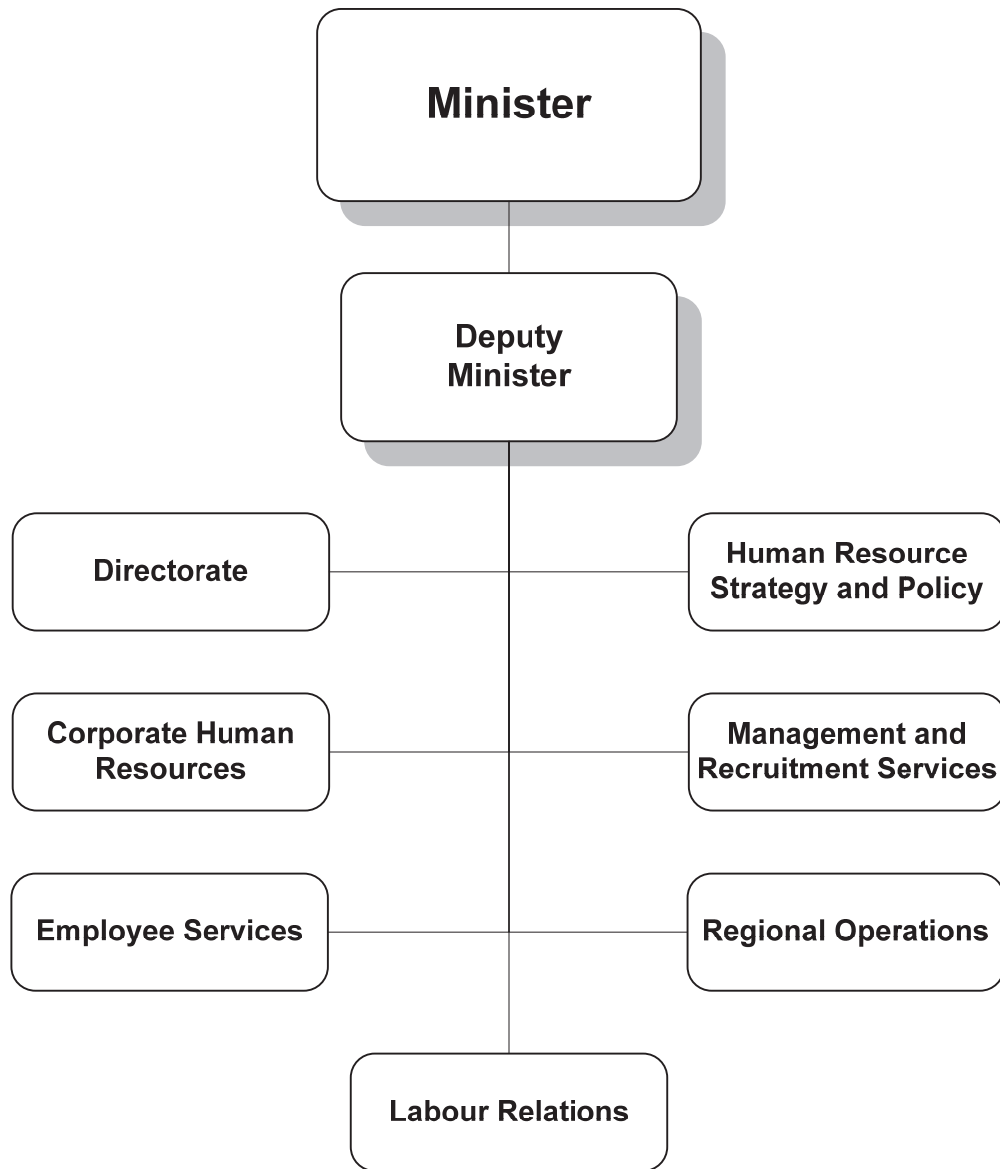 Minister
Deputy
Minister
Directorate
Human Resource
Strategy and Policy
Corporate Human
Resources
Management and
Recruitment Services
Employee Services
Regional Operations
Labour Relations